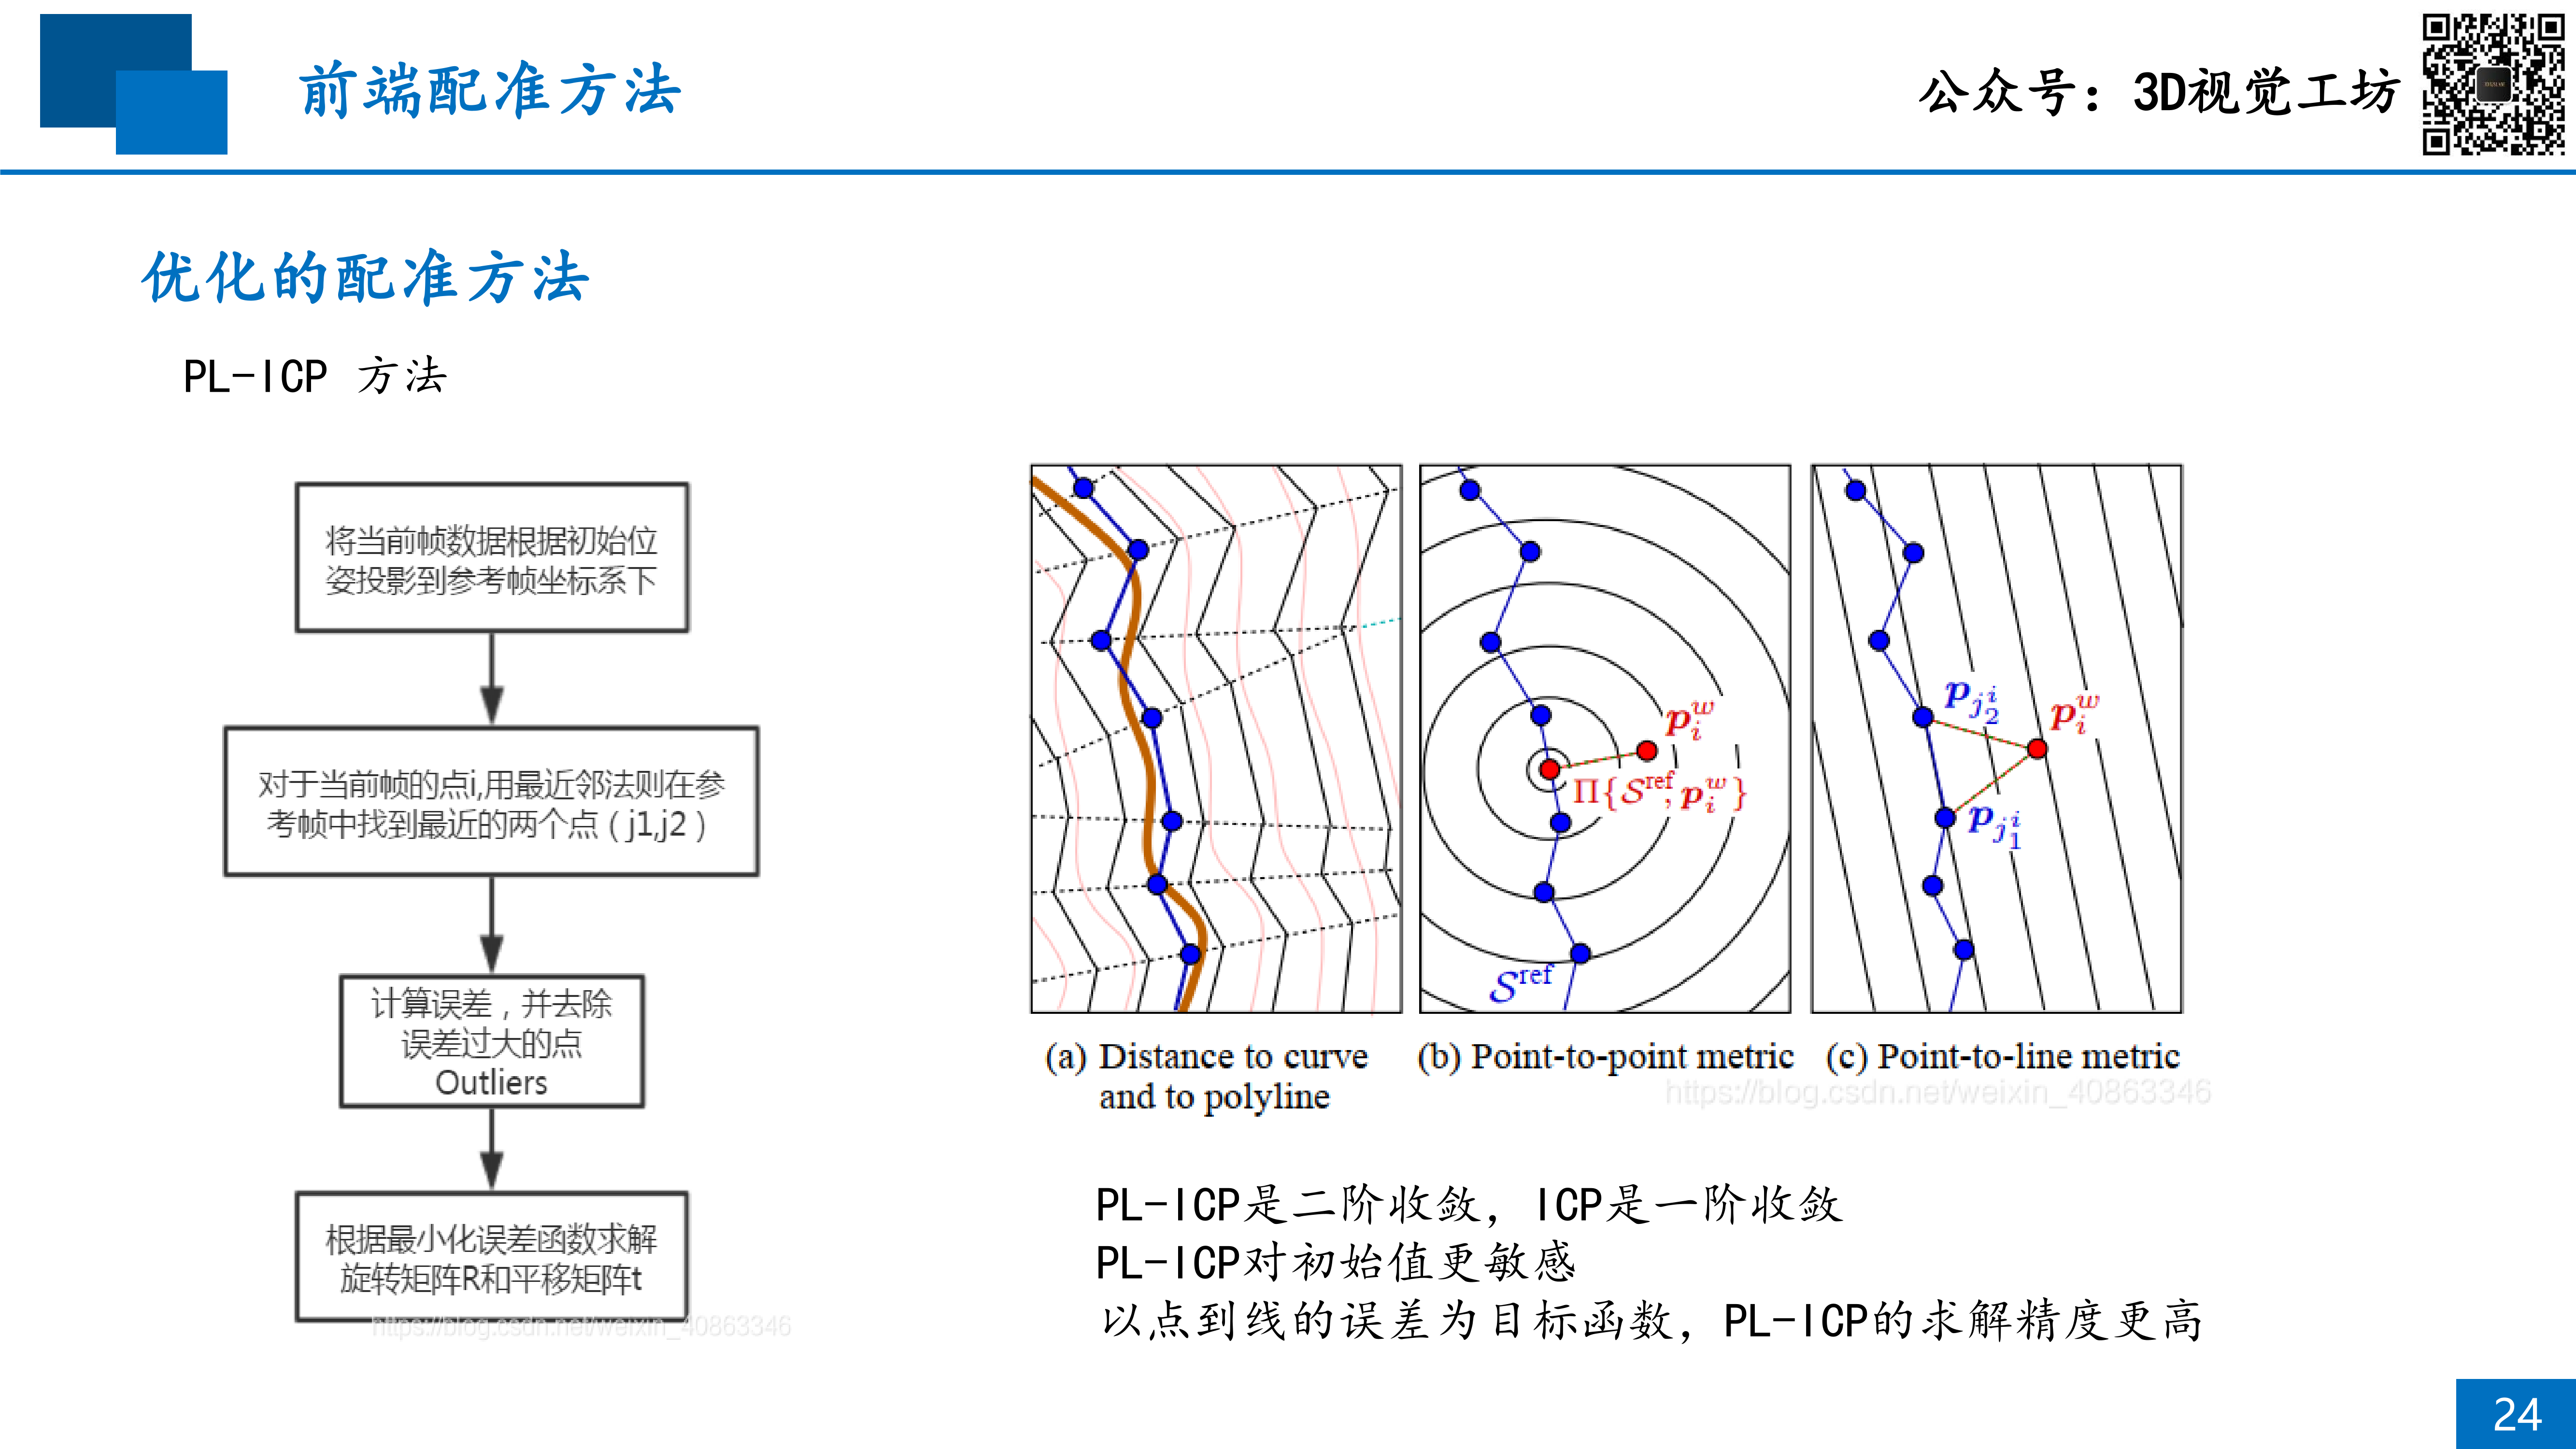 前端配准方法
公众号：3D视觉工坊
优化的配准方法
PL-ICP 方法
将当前帧数据根据初始位
姿投影到参考帧坐标系下
对于当前帧的点i,用最近邻法则在参
考帧中找到最近的两个点（j1,j2）
计算误差，并去除
误差过大的点
Outliers
根据最小化误差函数求解
旋转矩阵R和平移矩阵t
https://blog.csdn.net/weixin_40863346
p_i^w
Π{S^ref, p_i^w}
S^ref
p_{j_2^i}
p_i^w
p_{j_1^i}
(a) Distance to curve
and to polyline
(b) Point-to-point metric
(c) Point-to-line metric
https://blog.csdn.net/weixin_40863346
PL-ICP是二阶收敛，ICP是一阶收敛
PL-ICP对初始值更敏感
以点到线的误差为目标函数，PL-ICP的求解精度更高
24